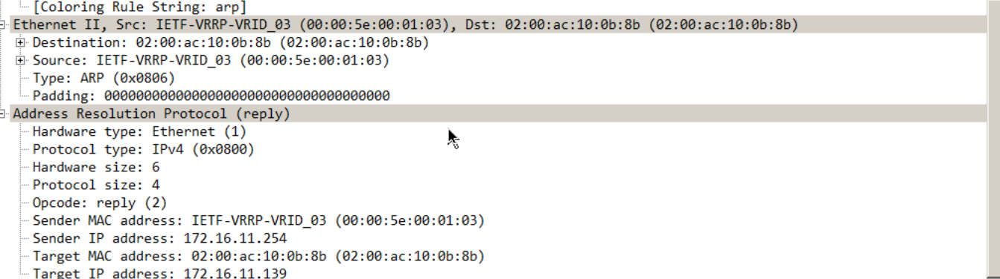 [Coloring Rule String: arp]
Ethernet II, Src: IETF-VRRP-VRID_03 (00:00:5e:00:01:03), Dst: 02:00:ac:10:0b:8b (02:00:ac:10:0b:8b)
Destination: 02:00:ac:10:0b:8b (02:00:ac:10:0b:8b)
Source: IETF-VRRP-VRID_03 (00:00:5e:00:01:03)
Type: ARP (0x0806)
Padding: 000000000000000000000000000000000000
Address Resolution Protocol (reply)
Hardware type: Ethernet (1)
Protocol type: IPv4 (0x0800)
Hardware size: 6
Protocol size: 4
Opcode: reply (2)
Sender MAC address: IETF-VRRP-VRID_03 (00:00:5e:00:01:03)
Sender IP address: 172.16.11.254
Target MAC address: 02:00:ac:10:0b:8b (02:00:ac:10:0b:8b)
Target IP address: 172.16.11.139